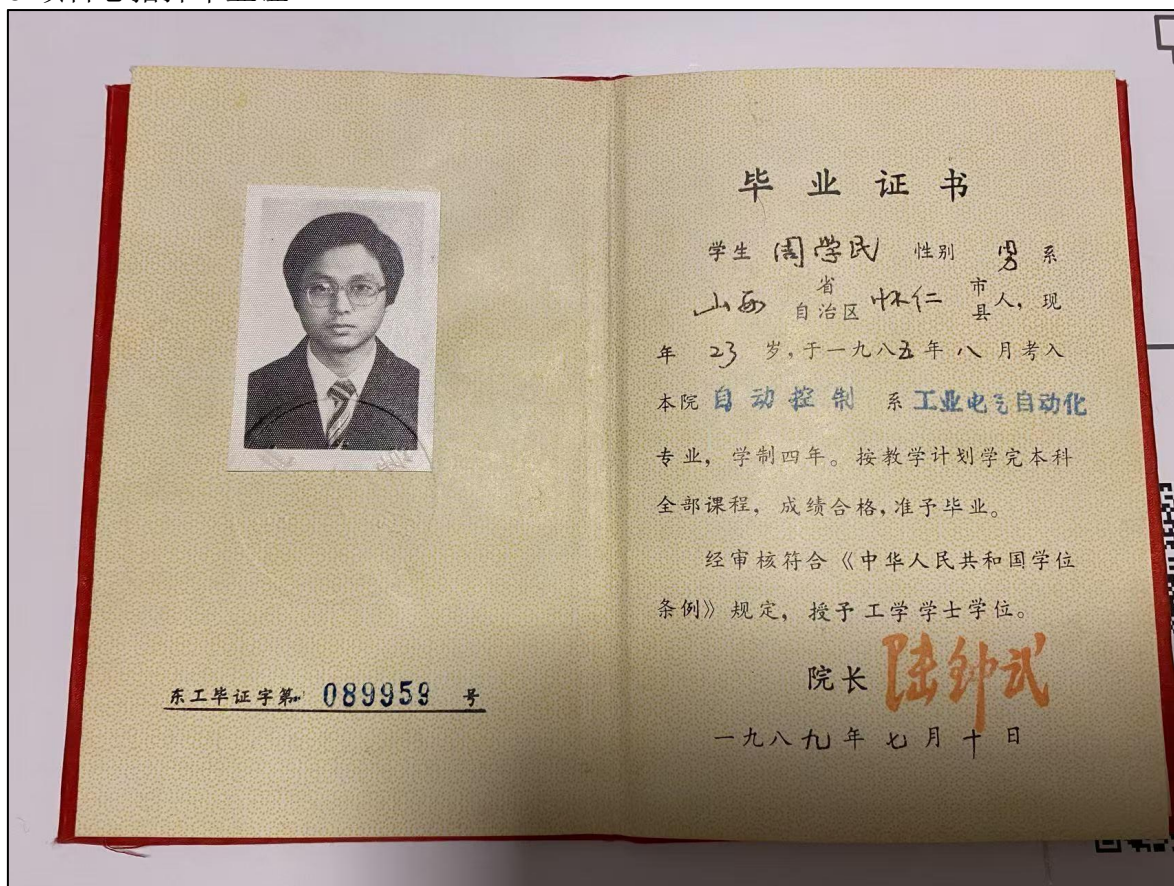 毕业证书
学生 周学民 性别 男 系
山西 省自治区 怀仁 市县人，现
年 23 岁，于一九八五年 八 月考入
本院 自动控制 系 工业电气自动化
专业，学制四年。按教学计划学完本科
全部课程，成绩合格，准予毕业。
经审核符合《中华人民共和国学位
条例》规定，授予工学学士学位。
院长 陆钟武
一九八九年 七 月 十 日
东工毕证字第 089959 号